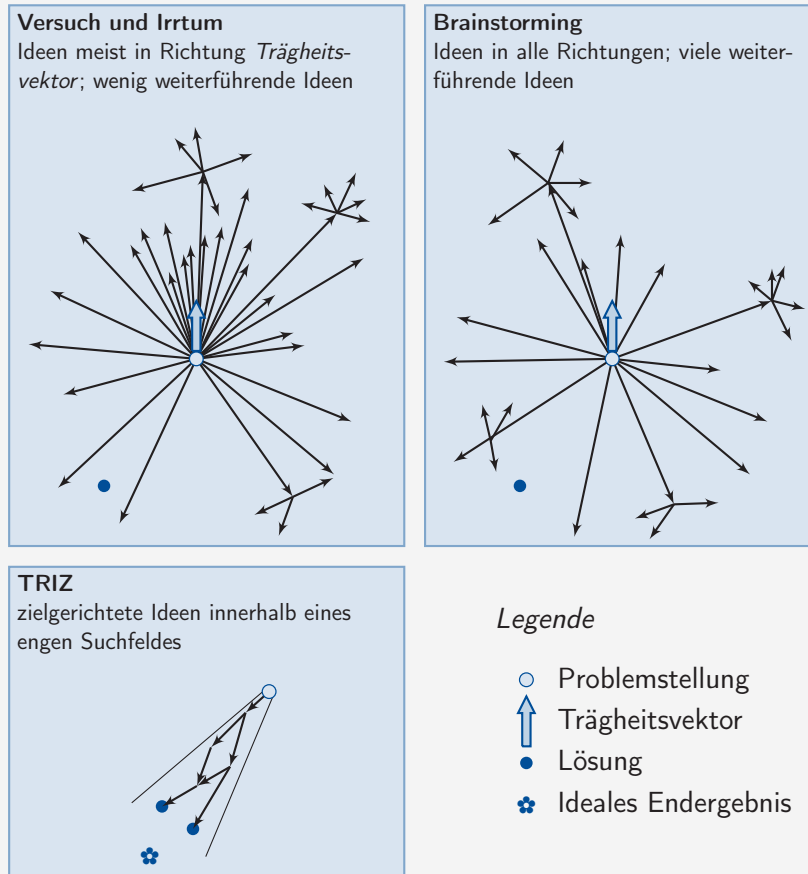 Versuch und Irrtum
Ideen meist in Richtung Trägheits-
vektor; wenig weiterführende Ideen
Brainstorming
Ideen in alle Richtungen; viele weiter-
führende Ideen
TRIZ
zielgerichtete Ideen innerhalb eines
engen Suchfeldes
Legende
Problemstellung
Trägheitsvektor
Lösung
Ideales Endergebnis